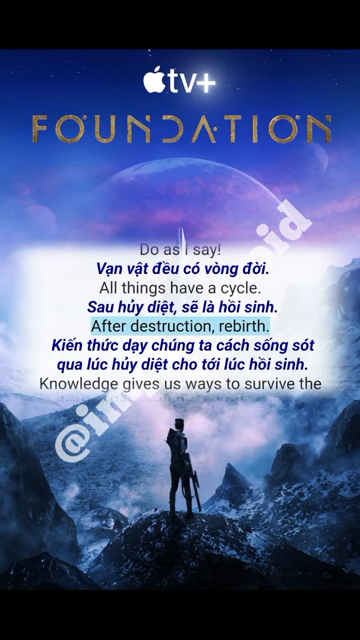 tv+
FOUNDATION
Do as I say!
Vạn vật đều có vòng đời.
All things have a cycle.
Sau hủy diệt, sẽ là hồi sinh.
After destruction, rebirth.
Kiến thức dạy chúng ta cách sống sót
qua lúc hủy diệt cho tới lúc hồi sinh.
Knowledge gives us ways to survive the